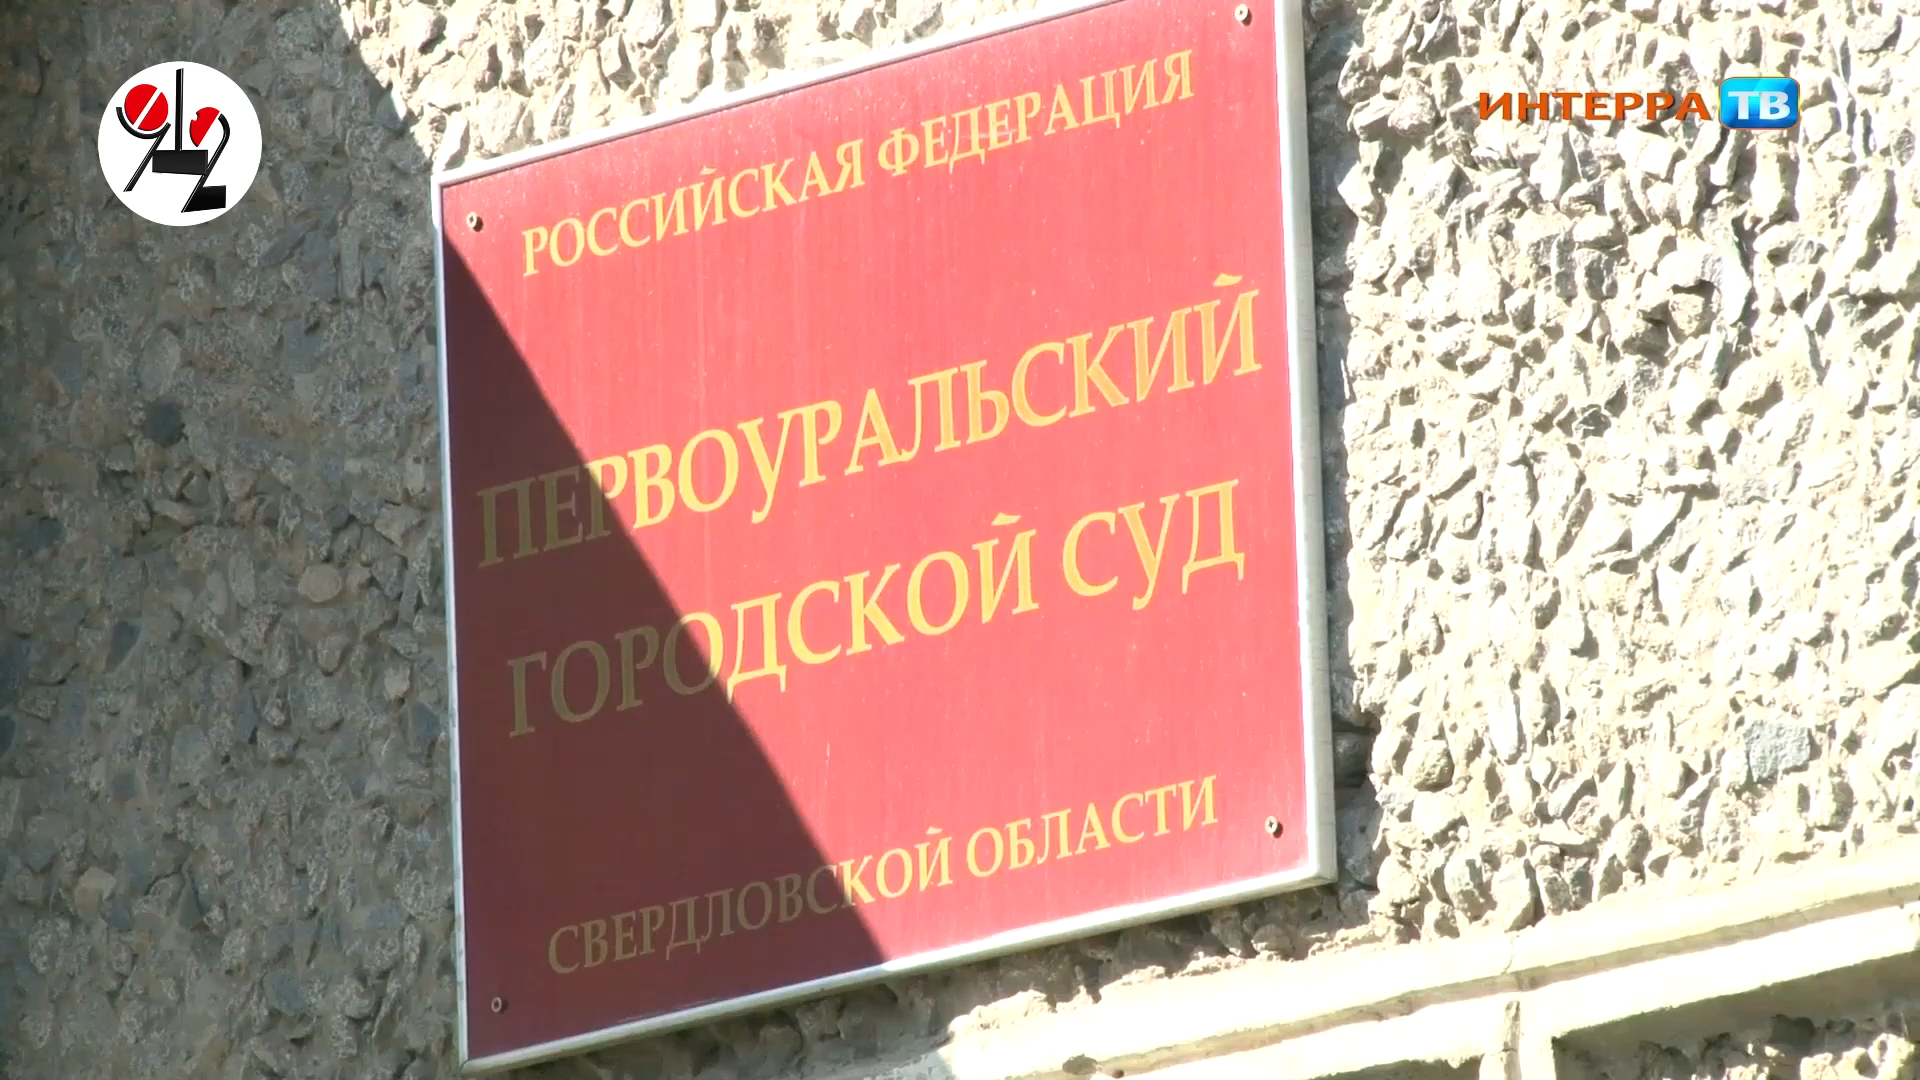 ИНТЕРРА ТВ
РОССИЙСКАЯ ФЕДЕРАЦИЯ
ПЕРВОУРАЛЬСКИЙ
ГОРОДСКОЙ СУД
СВЕРДЛОВСКОЙ ОБЛАСТИ